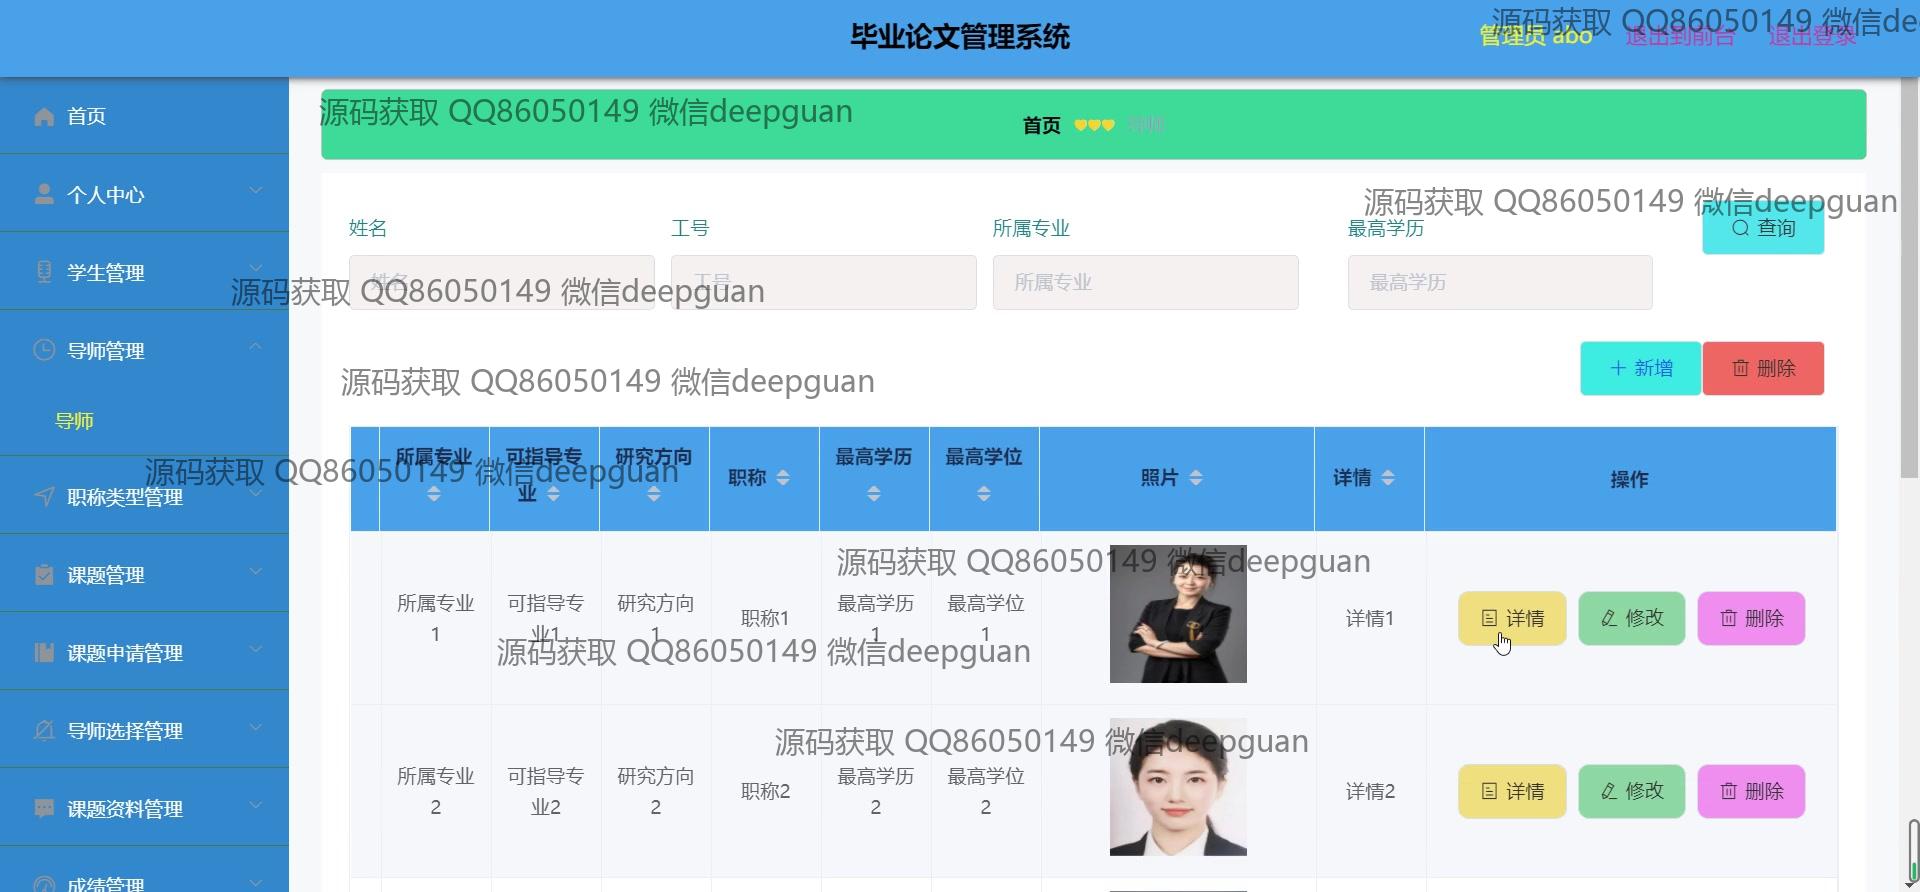 毕业论文管理系统
管理员 abo
退出到前台
退出登录
源码获取 QQ86050149 微信de
首页
个人中心
学生管理
导师管理
导师
职称类型管理
课题管理
课题申请管理
导师选择管理
课题资料管理
成绩管理
源码获取 QQ86050149 微信deepguan
首页
导师
源码获取 QQ86050149 微信deepguan
姓名
工号
所属专业
最高学历
查询
姓名
工号
所属专业
最高学历
源码获取 QQ86050149 微信deepguan
新增
删除
源码获取 QQ86050149 微信deepguan
所属专业
可指导专业
研究方向
职称
最高学历
最高学位
照片
详情
操作
源码获取 QQ86050149 微信deepguan
源码获取 QQ86050149 微信deepguan
所属专业1
可指导专业1
研究方向1
职称1
最高学历1
最高学位1
详情1
详情
修改
删除
源码获取 QQ86050149 微信deepguan
源码获取 QQ86050149 微信deepguan
所属专业2
可指导专业2
研究方向2
职称2
最高学历2
最高学位2
详情2
详情
修改
删除